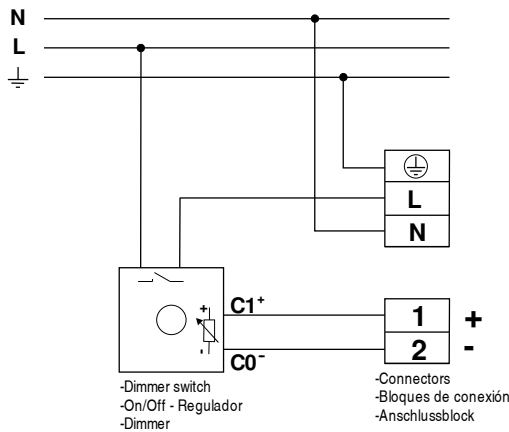 N
L
L
N
+
-
C1+
C0-
1 +
2 -
-Dimmer switch
-On/Off - Regulador
-Dimmer
-Connectors
-Bloques de conexión
-Anschlussblock